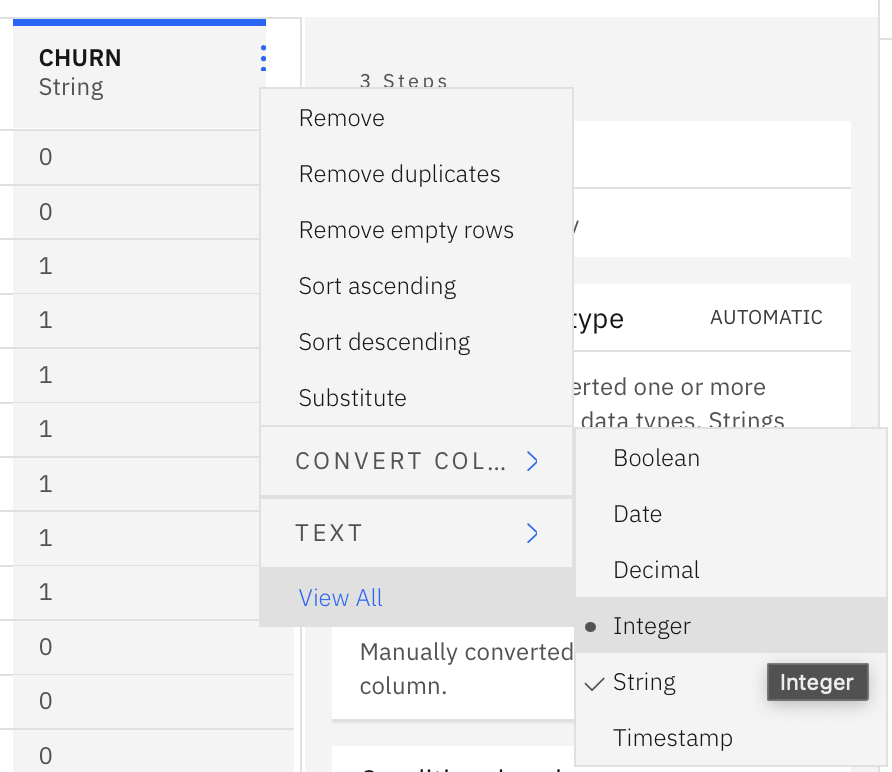 CHURN
String
0
0
1
1
1
1
1
1
1
0
0
0
3 Steps
Remove
Remove duplicates
Remove empty rows
Sort ascending
Sort descending
Substitute
CONVERT COL...
TEXT
View All
type
AUTOMATIC
erted one or more
data types. Strings
Boolean
Date
Decimal
Integer
String
Integer
Timestamp
Manually converted
column.